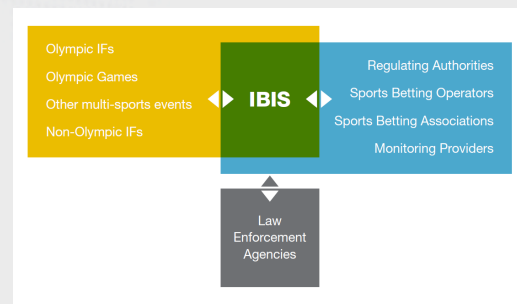 Olympic IFs
Olympic Games
Other multi-sports events
Non-Olympic IFs
IBIS
Regulating Authorities
Sports Betting Operators
Sports Betting Associations
Monitoring Providers
Law
Enforcement
Agencies